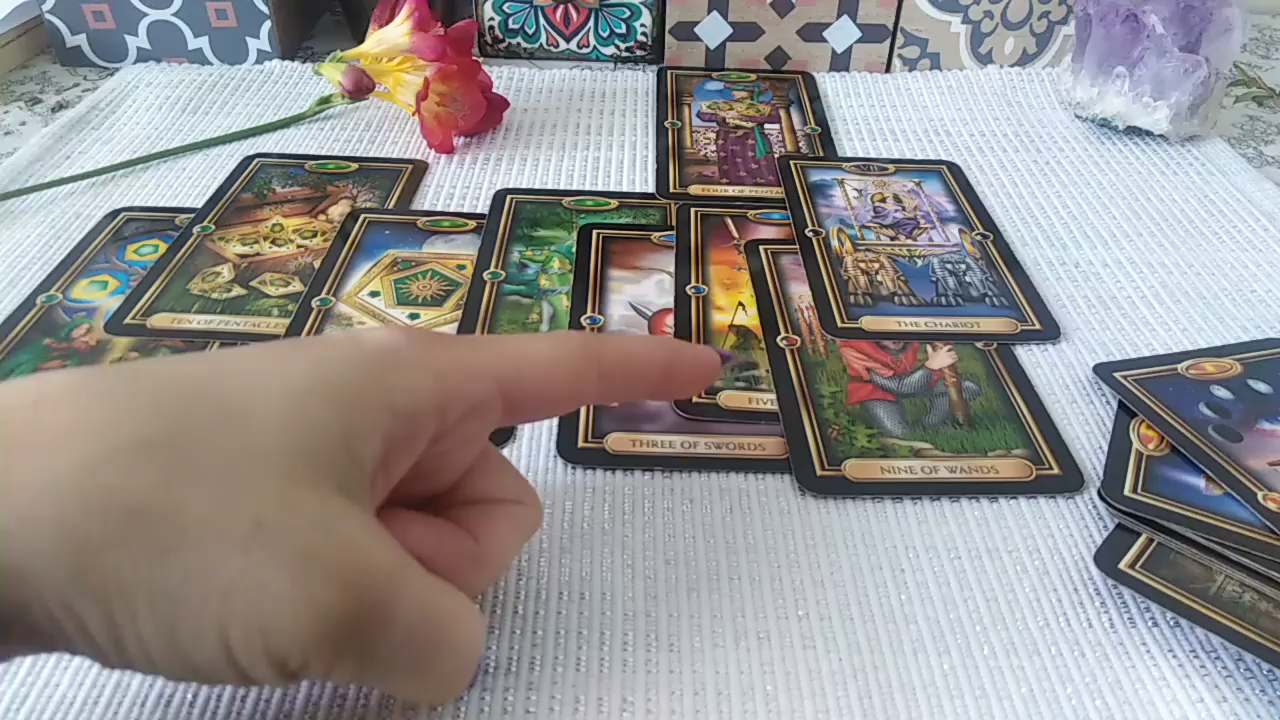 FOUR OF PENTA
VII
TEN OF PENTACLES
THE CHARIOT
FIVE
THREE OF SWORDS
NINE OF WANDS